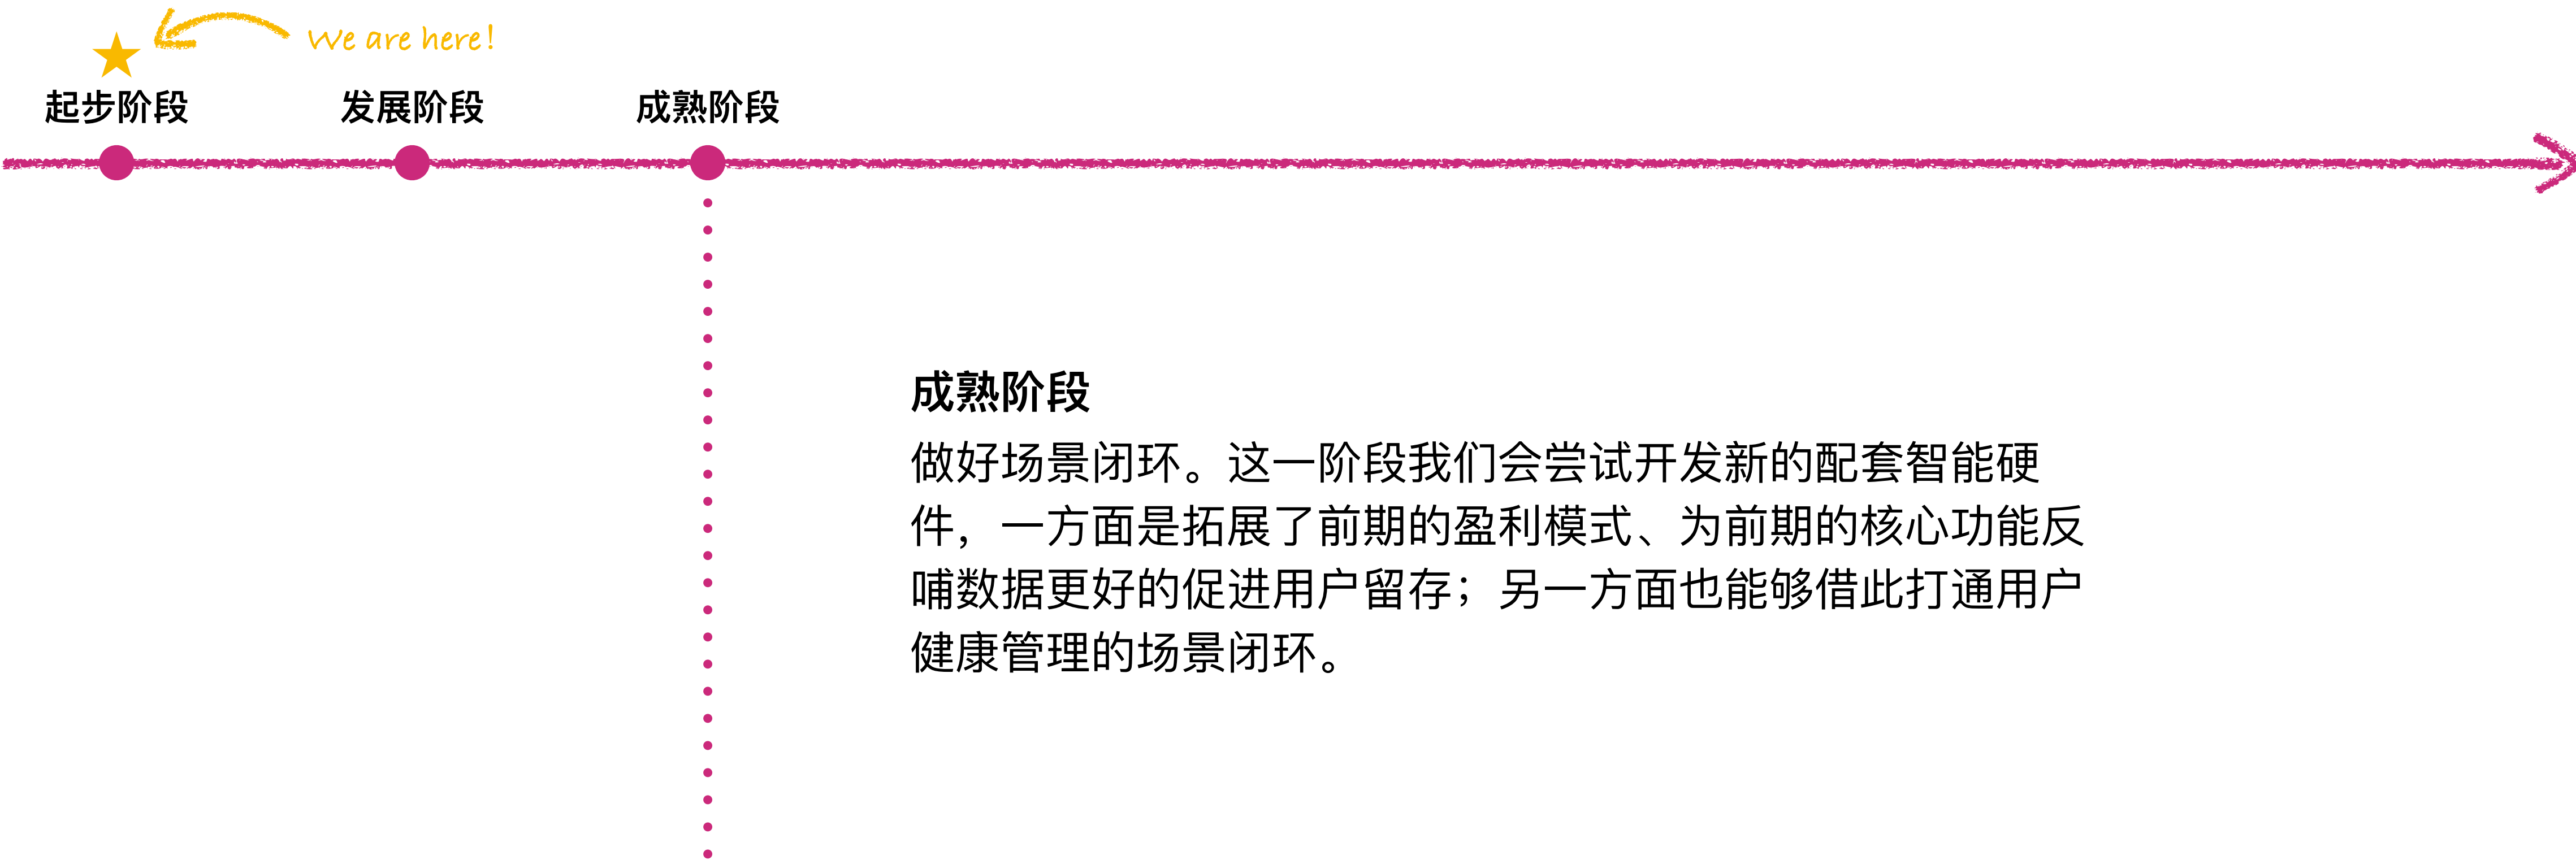 We are here!
起步阶段 发展阶段 成熟阶段
成熟阶段
做好场景闭环。这一阶段我们会尝试开发新的配套智能硬
件，一方面是拓展了前期的盈利模式、为前期的核心功能反
哺数据更好的促进用户留存；另一方面也能够借此打通用户
健康管理的场景闭环。